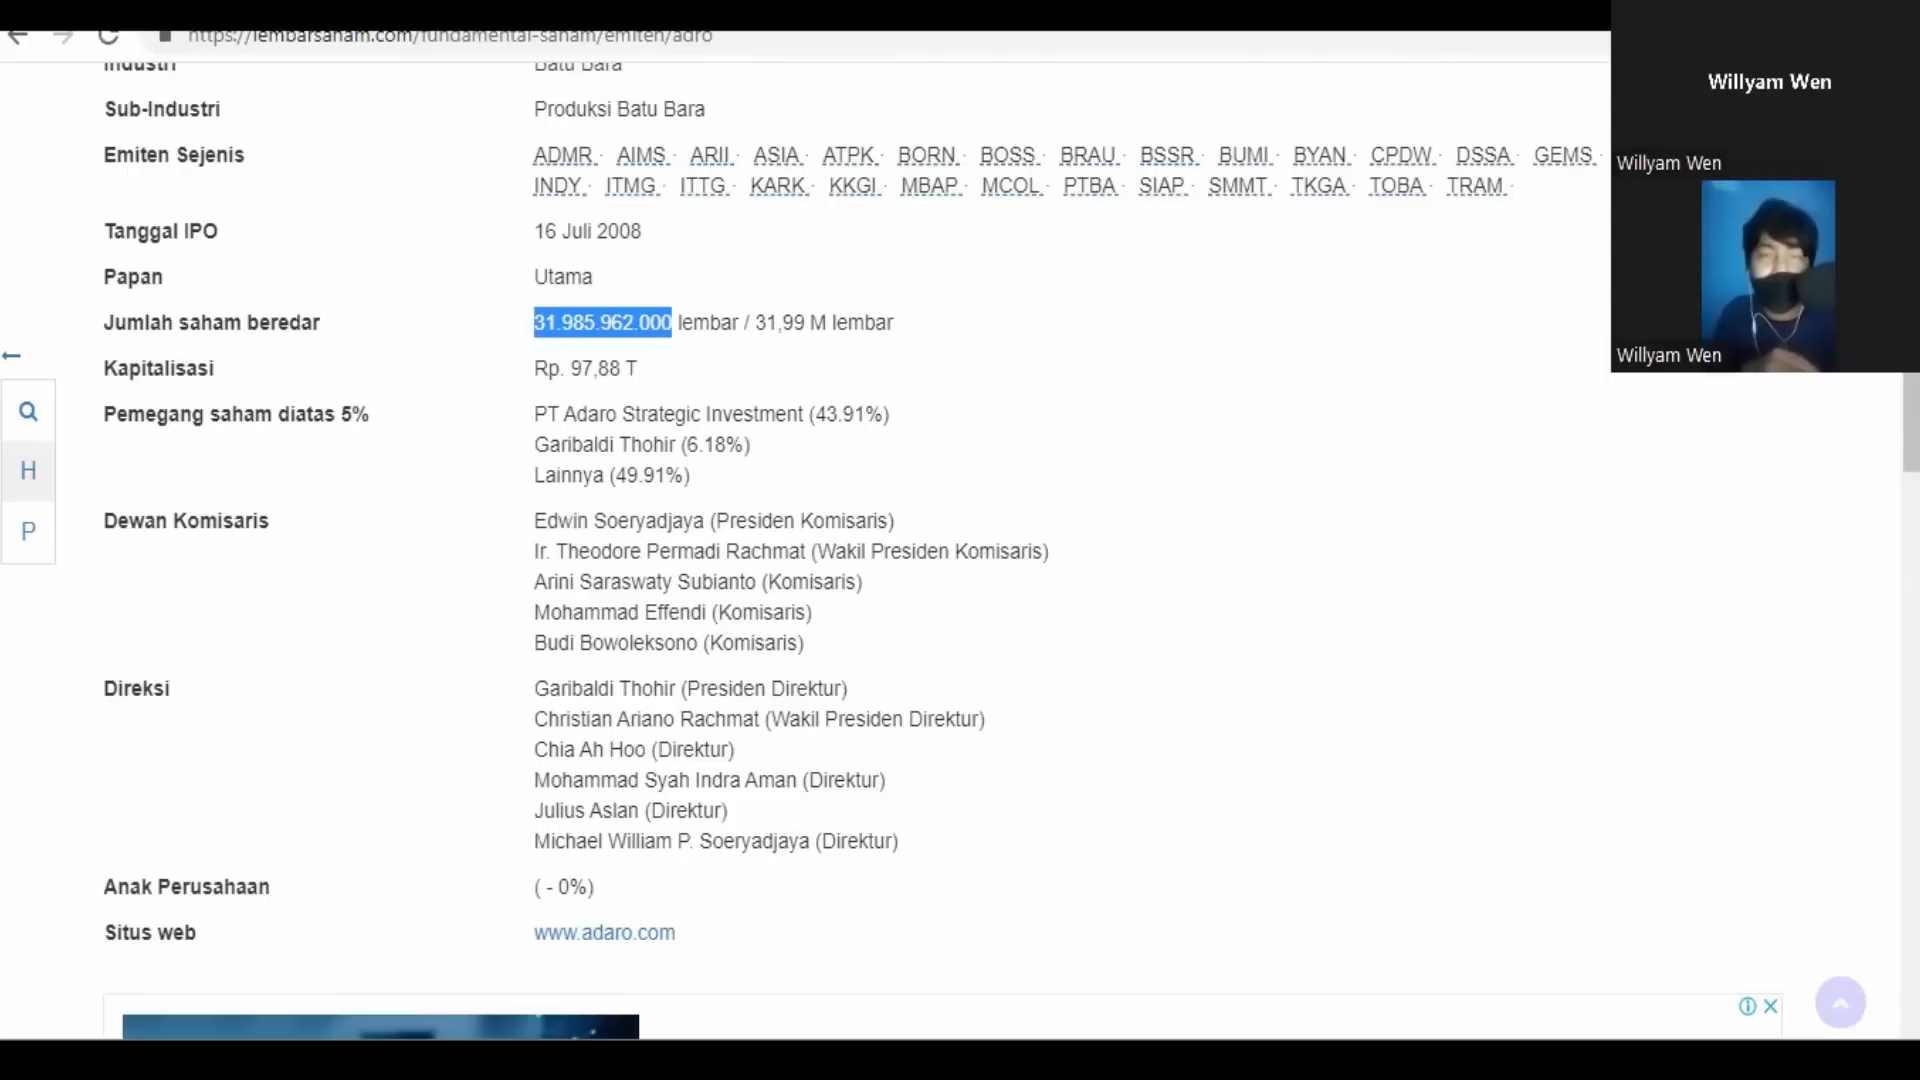 https://lembarsaham.com/fundamental-saham/emiten/adro
Industri Batu Bara
Sub-Industri Produksi Batu Bara
Emiten Sejenis ADMR · AIMS · ARII · ASIA · ATPK · BORN · BOSS · BRAU · BSSR · BUMI · BYAN · CPDW · DSSA · GEMS ·
INDY · ITMG · ITTG · KARK · KKGI · MBAP · MCOL · PTBA · SIAP · SMMT · TKGA · TOBA · TRAM ·
Tanggal IPO 16 Juli 2008
Papan Utama
Jumlah saham beredar 31.985.962.000 lembar / 31,99 M lembar
Kapitalisasi Rp. 97,88 T
Pemegang saham diatas 5% PT Adaro Strategic Investment (43.91%)
Garibaldi Thohir (6.18%)
Lainnya (49.91%)
Dewan Komisaris Edwin Soeryadjaya (Presiden Komisaris)
Ir. Theodore Permadi Rachmat (Wakil Presiden Komisaris)
Arini Saraswaty Subianto (Komisaris)
Mohammad Effendi (Komisaris)
Budi Bowoleksono (Komisaris)
Direksi Garibaldi Thohir (Presiden Direktur)
Christian Ariano Rachmat (Wakil Presiden Direktur)
Chia Ah Hoo (Direktur)
Mohammad Syah Indra Aman (Direktur)
Julius Aslan (Direktur)
Michael William P. Soeryadjaya (Direktur)
Anak Perusahaan ( - 0%)
Situs web www.adaro.com
H
P
Willyam Wen
Willyam Wen
Willyam Wen